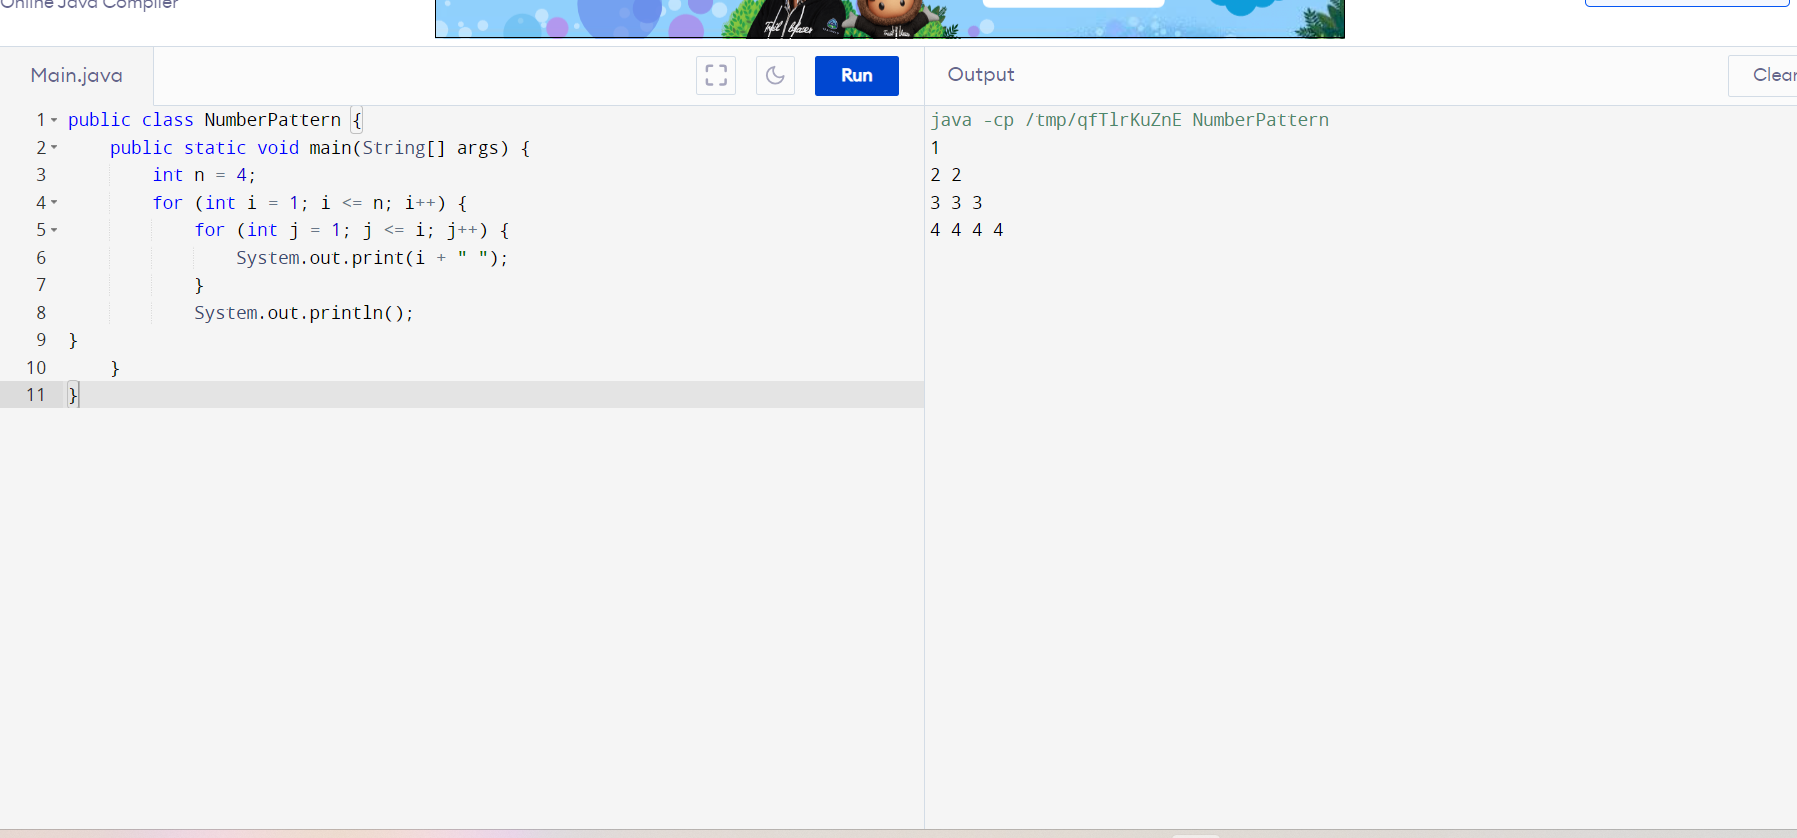 Online Java Compiler
Main.java
Run
Output
Clear
1 public class NumberPattern {
2     public static void main(String[] args) {
3         int n = 4;
4         for (int i = 1; i <= n; i++) {
5             for (int j = 1; j <= i; j++) {
6                 System.out.print(i + " ");
7             }
8             System.out.println();
9 }
10     }
11 }
java -cp /tmp/qfTlrKuZnE NumberPattern
1
2 2
3 3 3
4 4 4 4